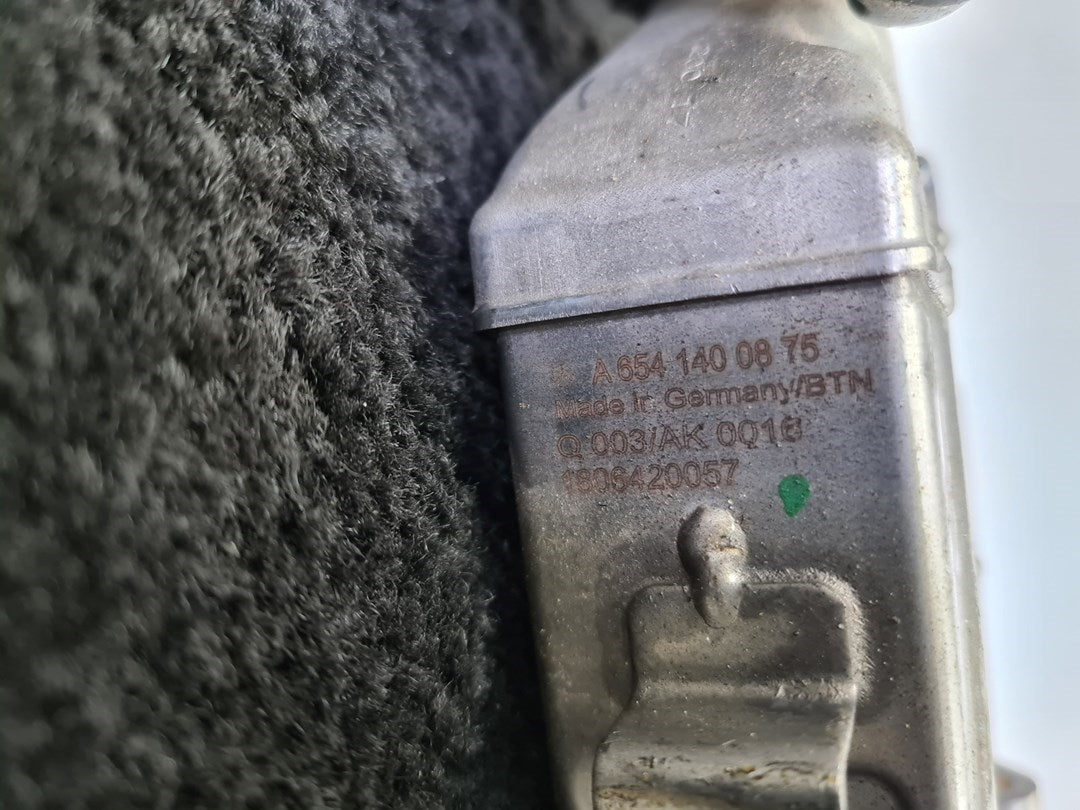 A 654 140 08 75
Made In Germany/BTN
Q 003/AK 0016
1806420057